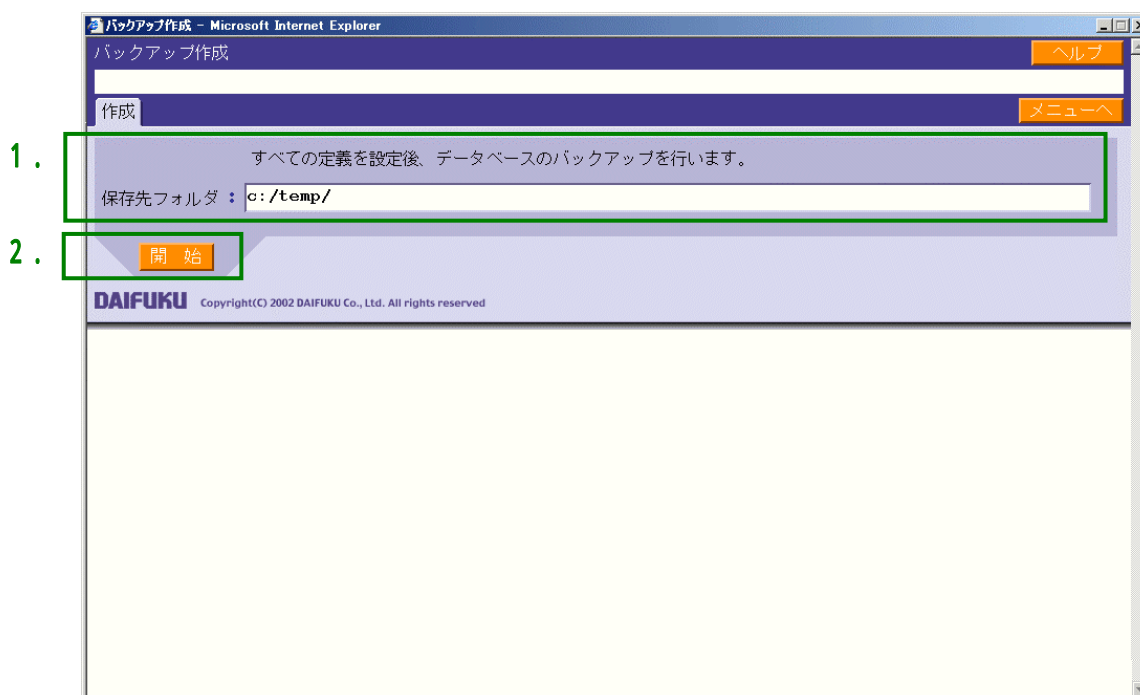 バックアップ作成 - Microsoft Internet Explorer
バックアップ作成
ヘルプ
作成
メニューへ
1.
すべての定義を設定後、データベースのバックアップを行います。
保存先フォルダ : c:/temp/
2.
開 始
DAIFUKU Copyright(C) 2002 DAIFUKU Co., Ltd. All rights reserved